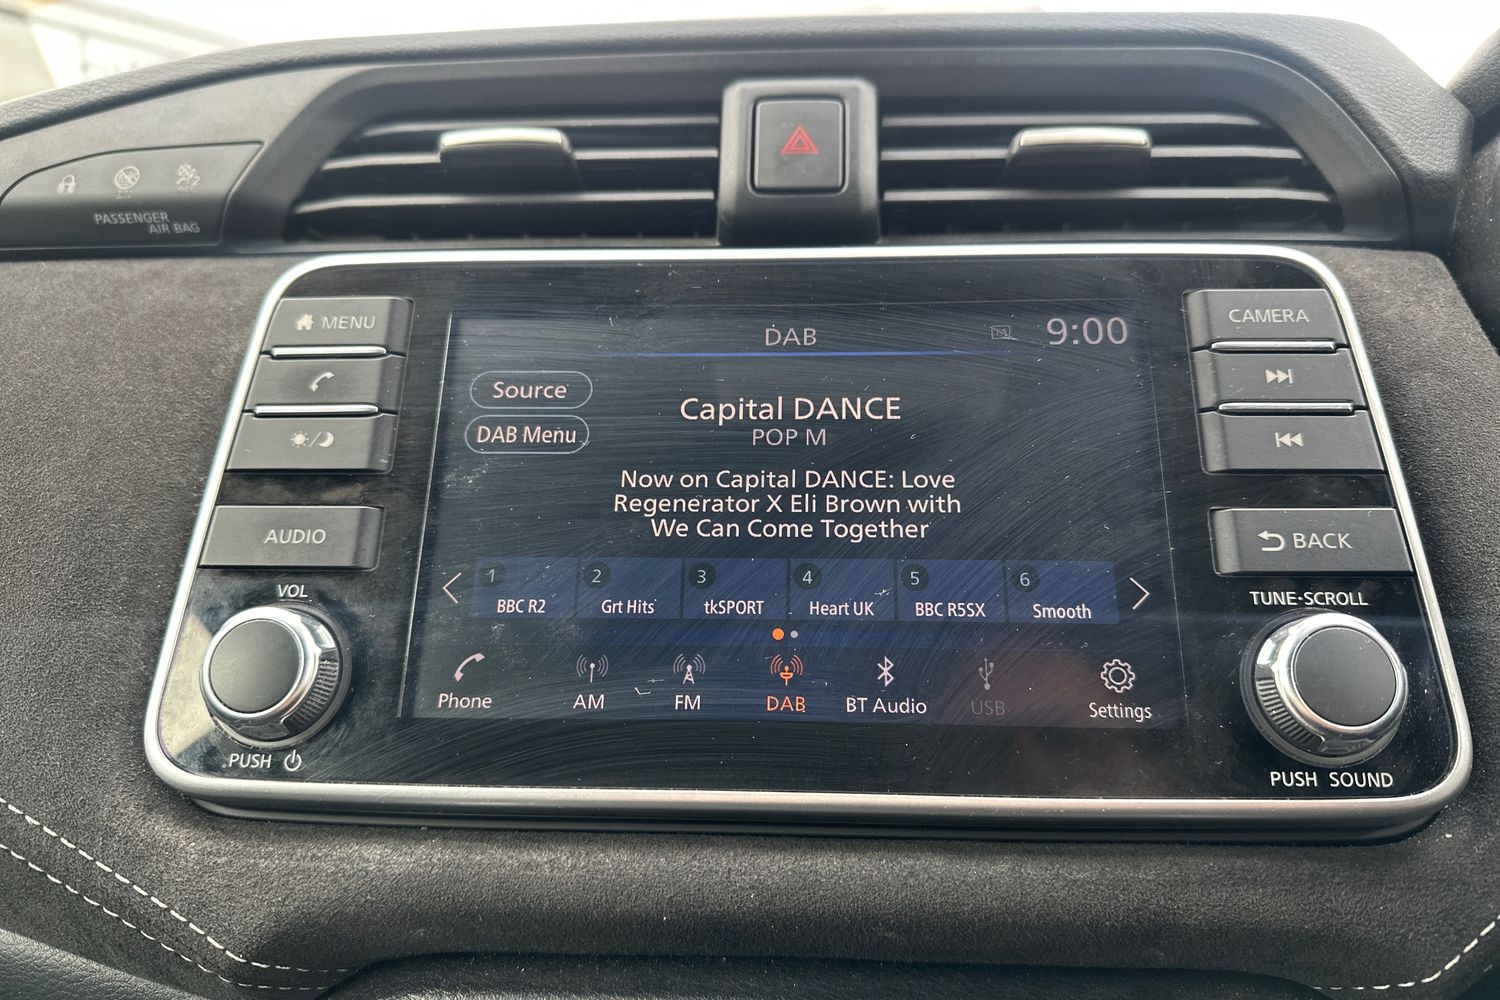 PASSENGER
AIR BAG
MENU
AUDIO
VOL
PUSH
DAB
9:00
Source
DAB Menu
Capital DANCE
POP M
Now on Capital DANCE: Love
Regenerator X Eli Brown with
We Can Come Together
1 2 3 4 5 6
BBC R2 Grt Hits tkSPORT Heart UK BBC R5SX Smooth
Phone AM FM DAB BT Audio USB Settings
CAMERA
BACK
TUNE·SCROLL
PUSH SOUND